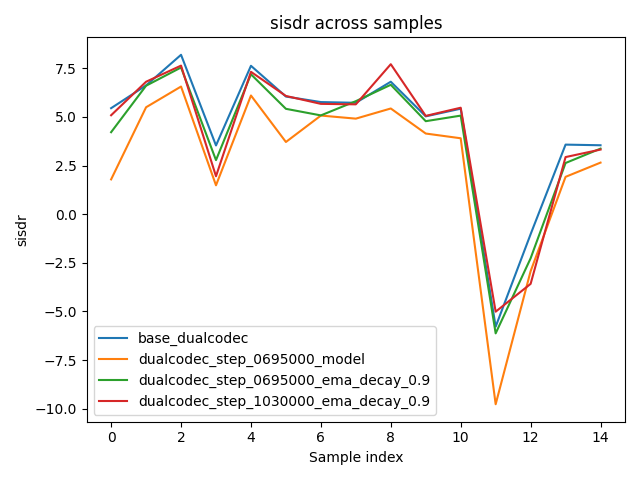 sisdr across samples
sisdr
7.5
5.0
2.5
0.0
−2.5
−5.0
−7.5
−10.0
base_dualcodec
dualcodec_step_0695000_model
dualcodec_step_0695000_ema_decay_0.9
dualcodec_step_1030000_ema_decay_0.9
0 2 4 6 8 10 12 14
Sample index